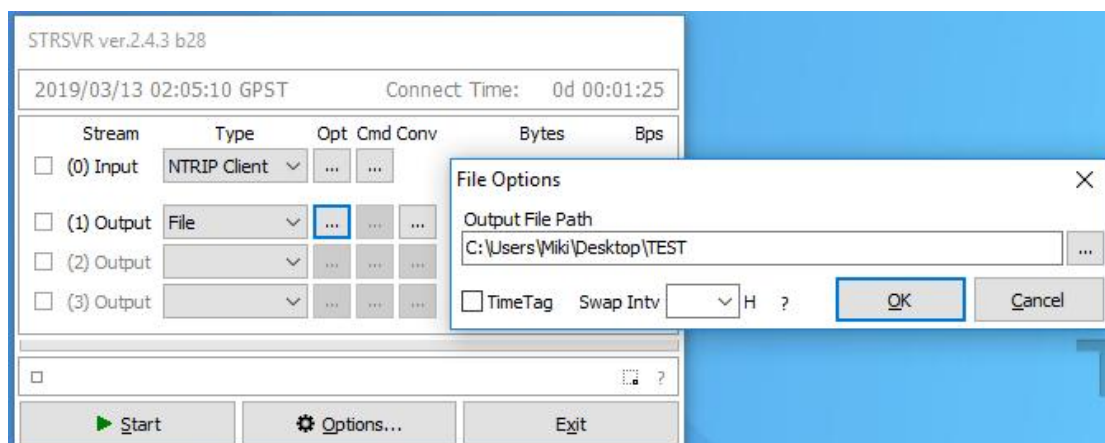 STRSVR ver.2.4.3 b28
2019/03/13 02:05:10 GPST Connect Time: 0d 00:01:25
Stream Type Opt Cmd Conv Bytes Bps
(0) Input NTRIP Client ... ...
File Options
Output File Path
(1) Output File ... ... ...
C:\Users\Miki\Desktop\TEST ...
(2) Output ... ... ...
(3) Output ... ... ...
TimeTag Swap Intv H ? OK Cancel
?
Start Options... Exit